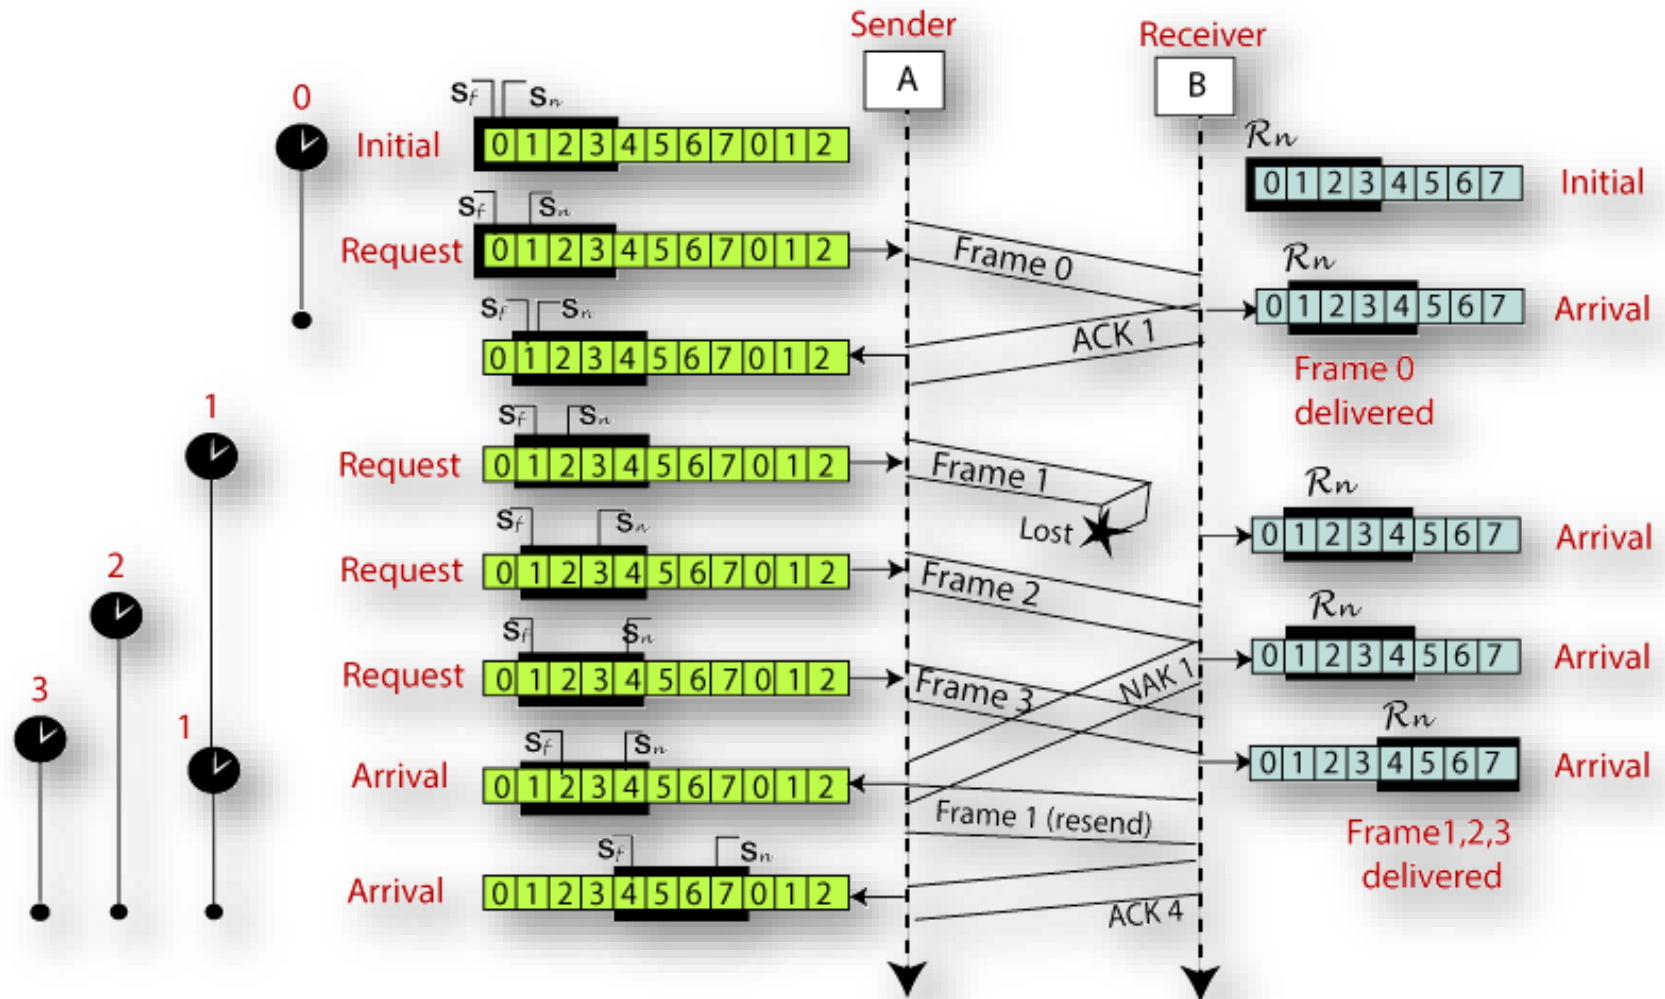 Sender
Receiver
A
B
0
Sf Sn
Initial
0 1 2 3 4 5 6 7 0 1 2
Rn
0 1 2 3 4 5 6 7
Initial
Sf Sn
Request
0 1 2 3 4 5 6 7 0 1 2
Frame 0
Rn
0 1 2 3 4 5 6 7
Arrival
Sf Sn
0 1 2 3 4 5 6 7 0 1 2
ACK 1
Frame 0
delivered
1
Sf Sn
Request
0 1 2 3 4 5 6 7 0 1 2
Frame 1
Lost
Rn
0 1 2 3 4 5 6 7
Arrival
2
Sf Sn
Request
0 1 2 3 4 5 6 7 0 1 2
Frame 2
Rn
0 1 2 3 4 5 6 7
Arrival
3
Sf Sn
Request
0 1 2 3 4 5 6 7 0 1 2
Frame 3
NAK 1
Rn
0 1 2 3 4 5 6 7
Arrival
1
Sf Sn
Arrival
0 1 2 3 4 5 6 7 0 1 2
Frame 1 (resend)
Frame1,2,3
delivered
Sf Sn
Arrival
0 1 2 3 4 5 6 7 0 1 2
ACK 4